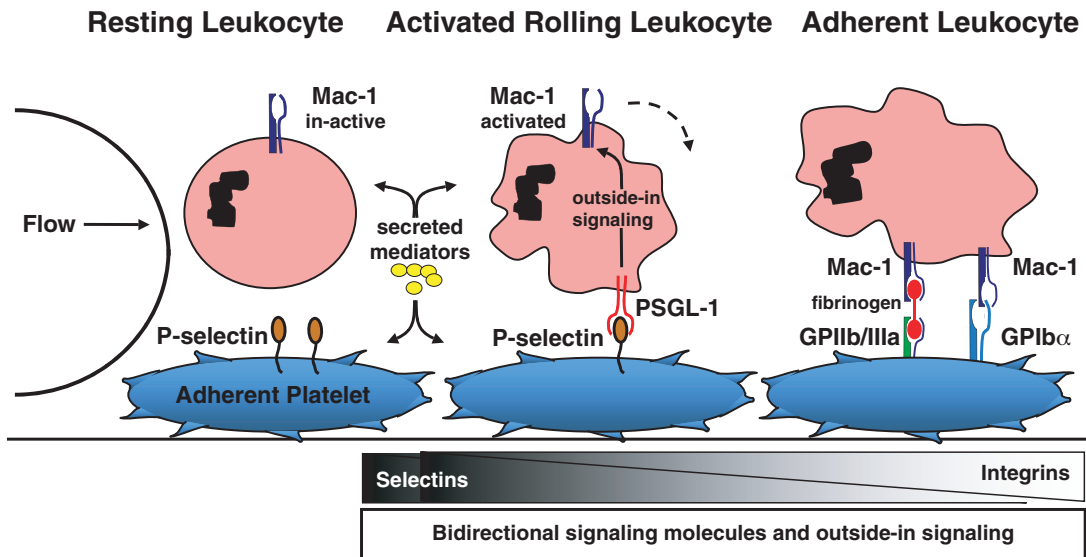 Resting Leukocyte
Activated Rolling Leukocyte
Adherent Leukocyte
Mac-1
in-active
Mac-1
activated
Flow
secreted
mediators
outside-in
signaling
PSGL-1
P-selectin
P-selectin
Mac-1
Mac-1
fibrinogen
GPIIb/IIIa
GPIbα
Adherent Platelet
Selectins
Integrins
Bidirectional signaling molecules and outside-in signaling